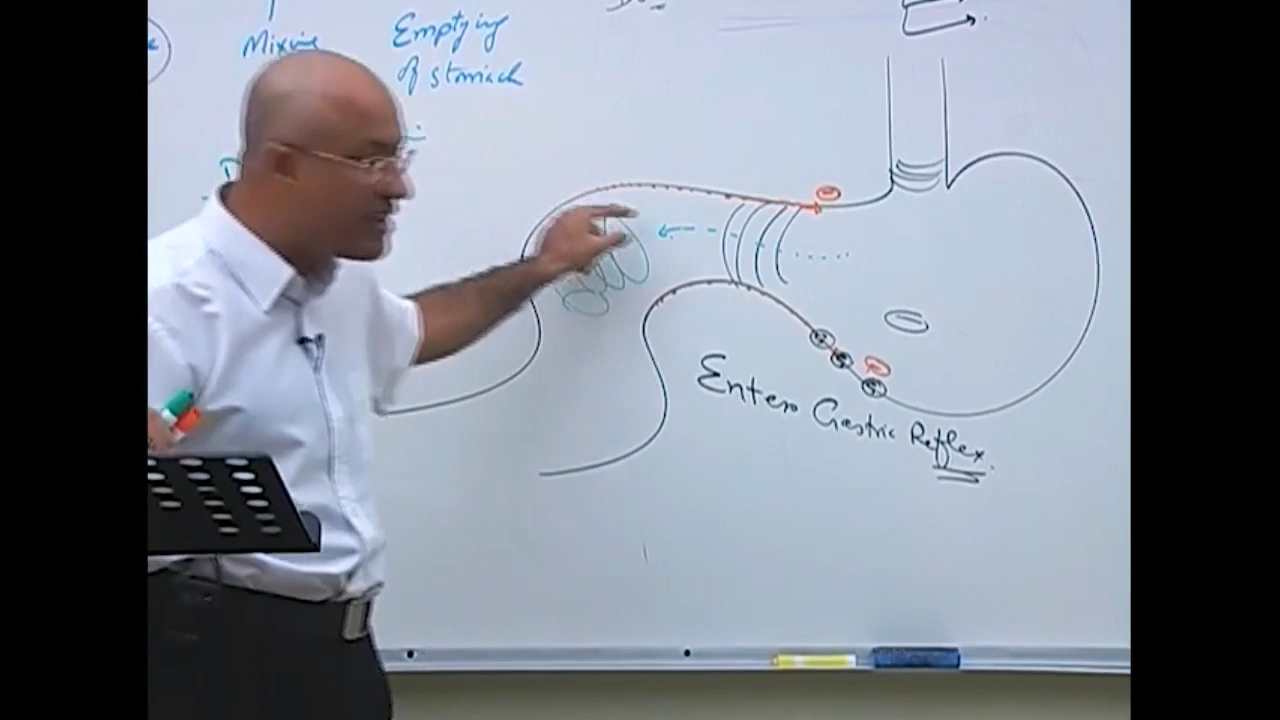 Mixing
Emptying
of stomach
Entero Gastric Reflex